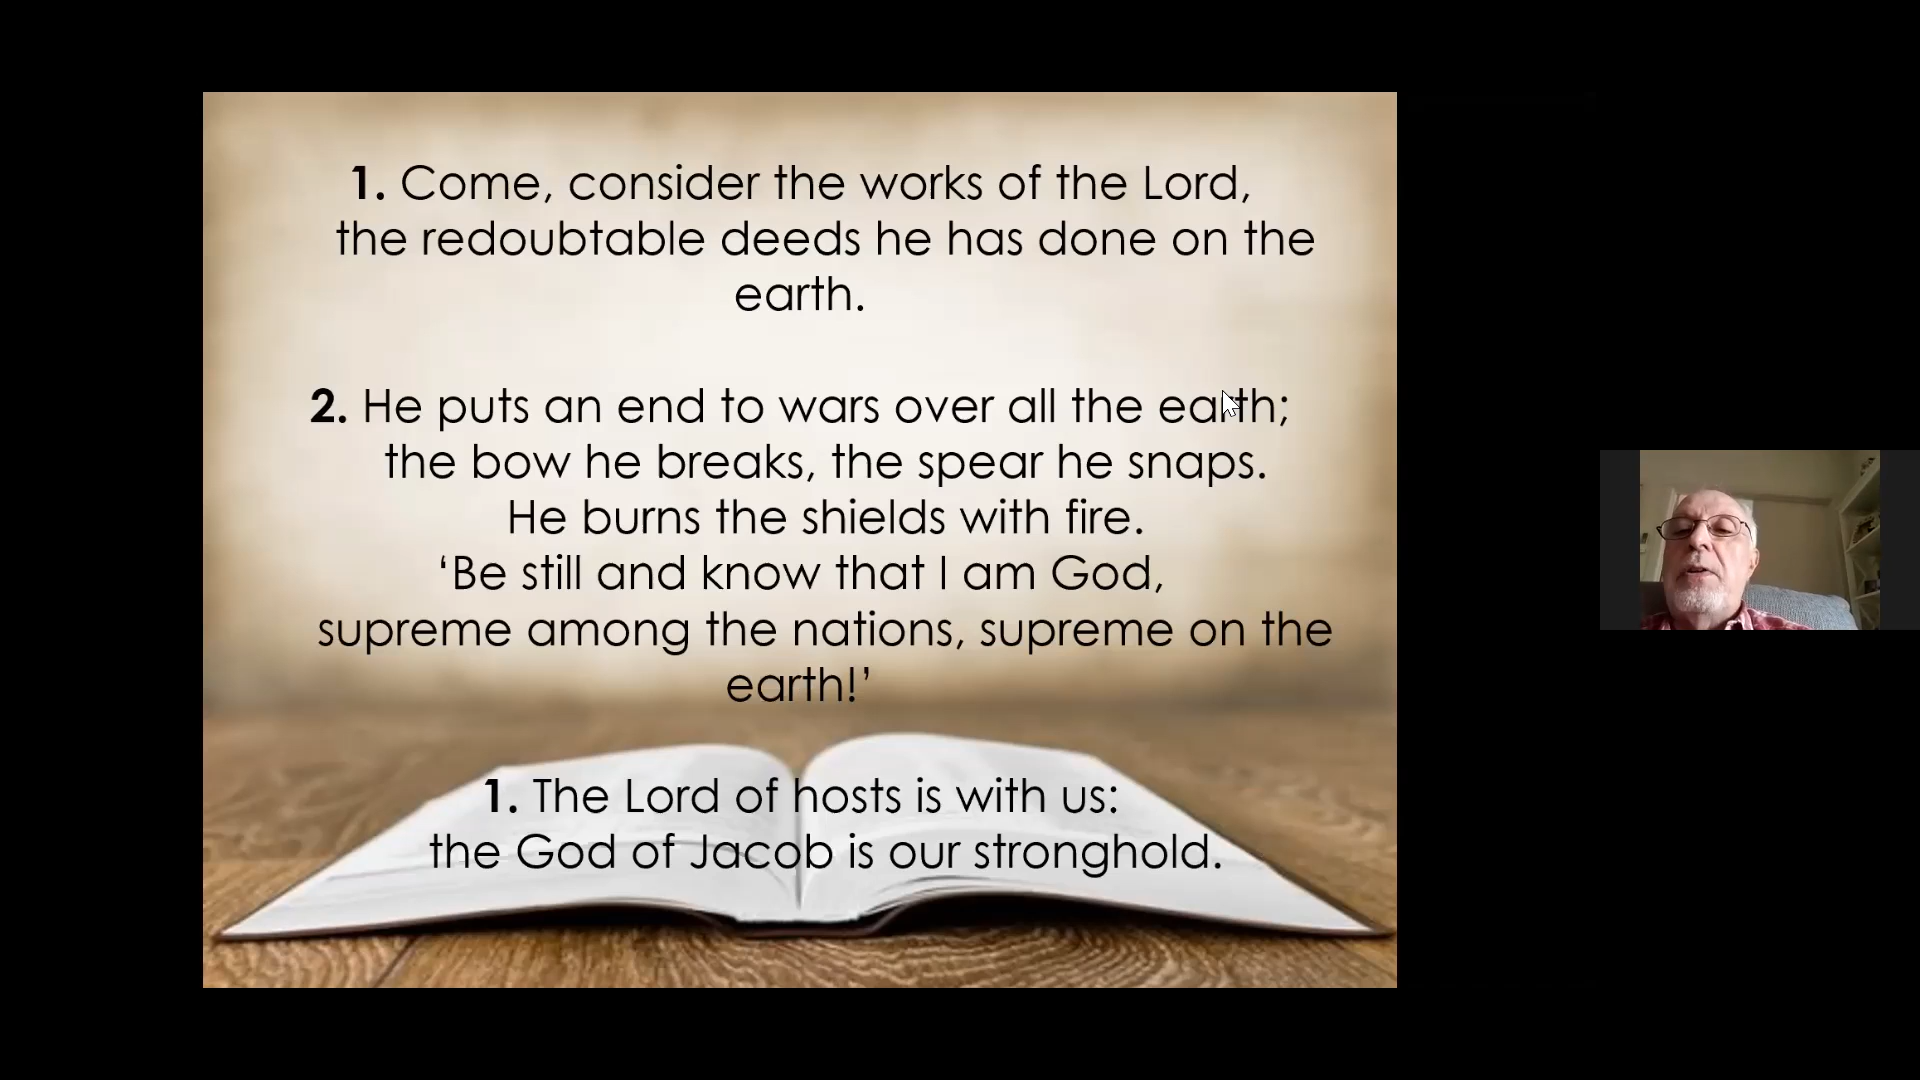 1. Come, consider the works of the Lord,
the redoubtable deeds he has done on the
earth.
2. He puts an end to wars over all the earth;
the bow he breaks, the spear he snaps.
He burns the shields with fire.
‘Be still and know that I am God,
supreme among the nations, supreme on the
earth!’
1. The Lord of hosts is with us:
the God of Jacob is our stronghold.